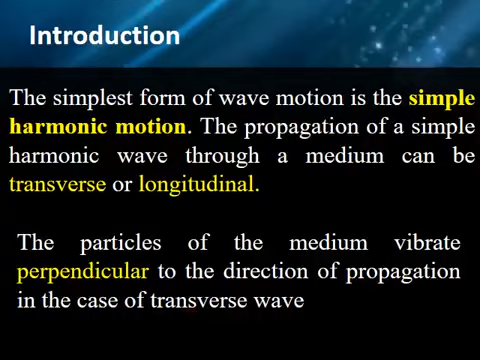 Introduction
The simplest form of wave motion is the simple
harmonic motion. The propagation of a simple
harmonic wave through a medium can be
transverse or longitudinal.
The particles of the medium vibrate
perpendicular to the direction of propagation
in the case of transverse wave